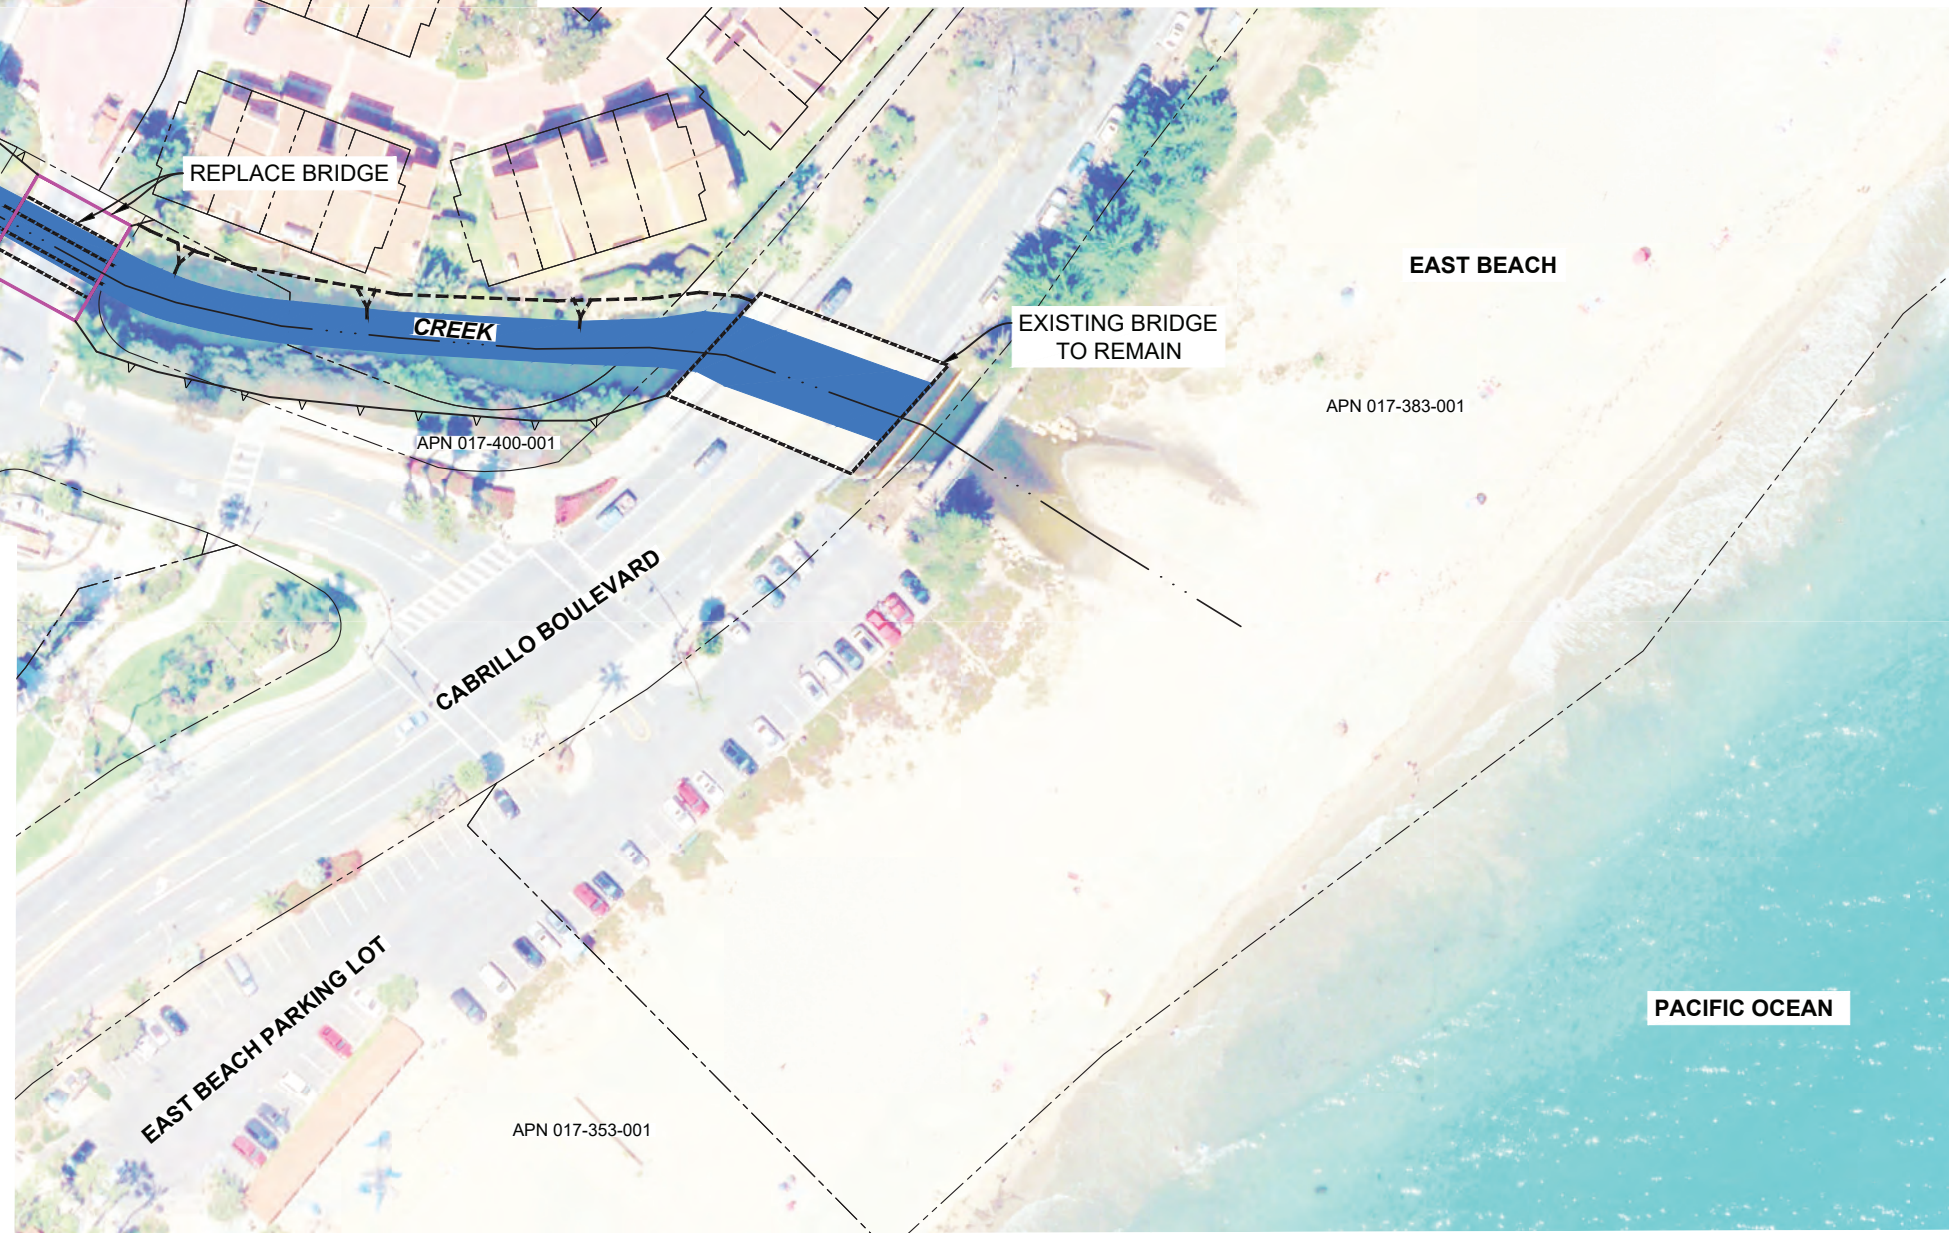 REPLACE BRIDGE
EAST BEACH
CREEK
EXISTING BRIDGE
TO REMAIN
APN 017-383-001
APN 017-400-001
CABRILLO BOULEVARD
EAST BEACH PARKING LOT
PACIFIC OCEAN
APN 017-353-001